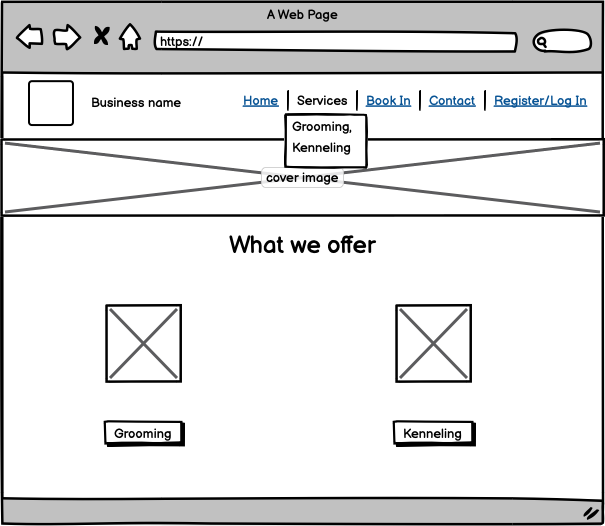 A Web Page
https://
Business name
Home Services Book In Contact Register/Log In
Grooming,
Kenneling
cover image
What we offer
Grooming Kenneling